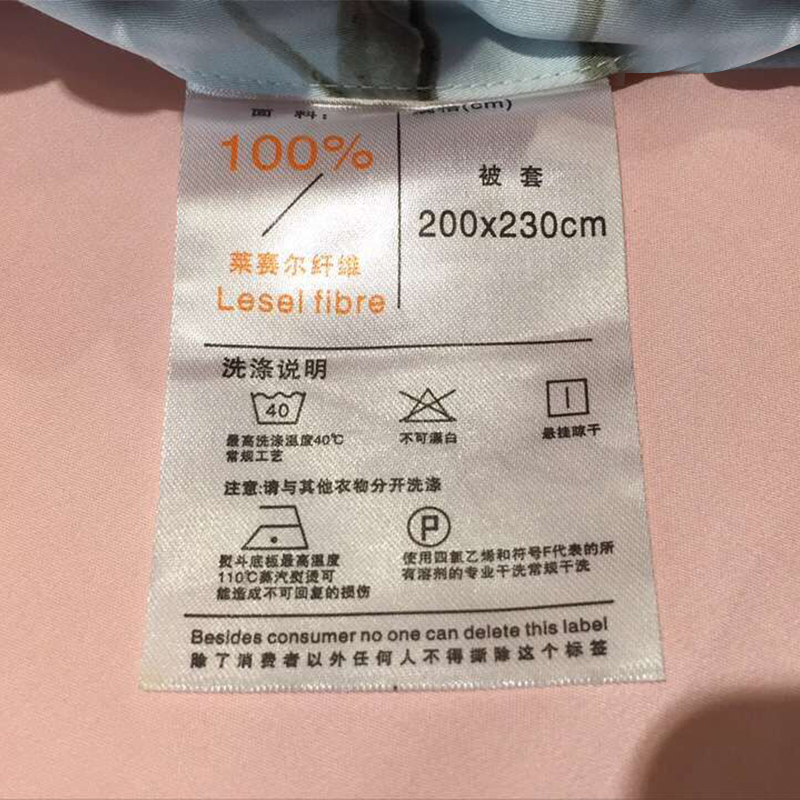 面 料:
规格(cm)
100%
莱赛尔纤维
Lesel fibre
被 套
200x230cm
洗涤说明
40
最高洗涤温度40℃
常规工艺
不可漂白
悬挂晾干
注意:请与其他衣物分开洗涤
熨斗底板最高温度
110℃蒸汽熨烫可
能造成不可回复的损伤
P
使用四氯乙烯和符号F代表的所
有溶剂的专业干洗常规干洗
Besides consumer no one can delete this label
除了消费者以外任何人不得撕除这个标签